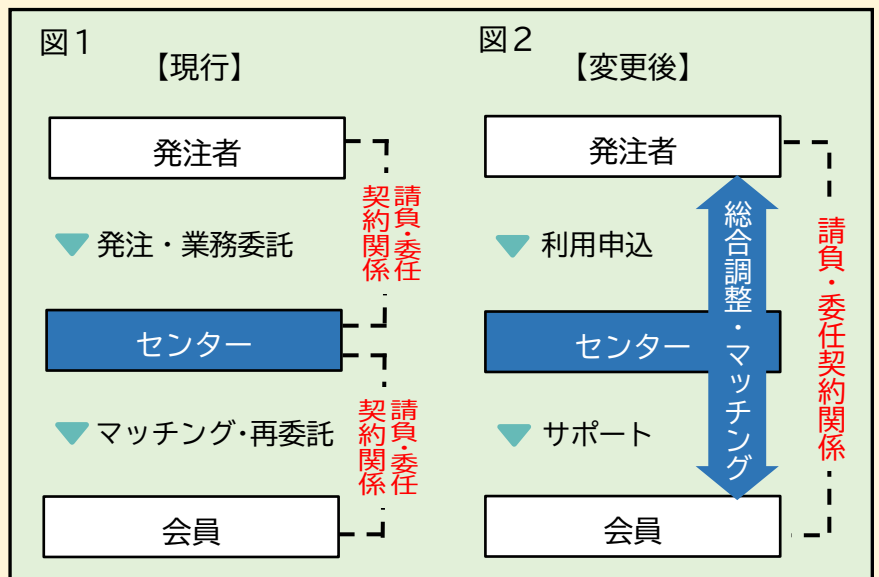 図1
【現行】
発注者
発注・業務委託
請負・委任
契約関係
センター
マッチング・再委託
請負・委任
契約関係
会員
図2
【変更後】
発注者
利用申込
総合調整・マッチング
請負・委任契約関係
センター
サポート
会員